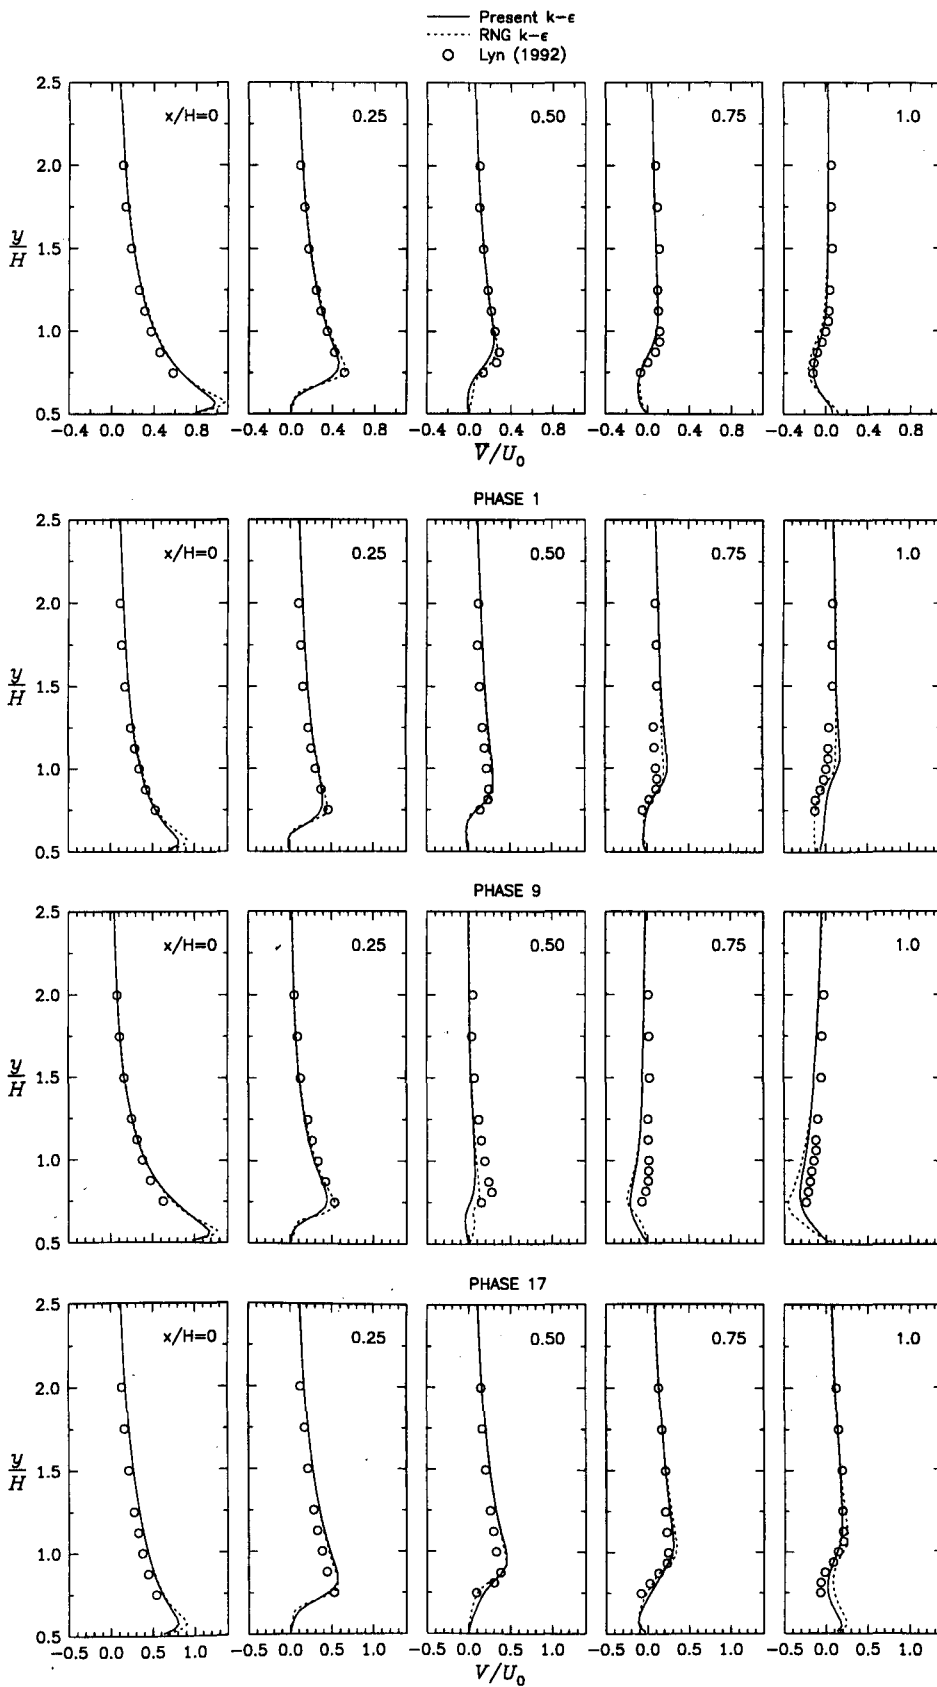 Present k−ε
RNG k−ε
Lyn (1992)
x/H=0 0.25 0.50 0.75 1.0
2.5
2.0
1.5
y/H
1.0
0.5
−0.4 0.0 0.4 0.8 0.0 0.4 0.8 −0.4 0.0 0.4 0.8 −0.4 0.0 0.4 0.8 −0.4 0.0 0.4 0.8
V̅/U₀
PHASE 1
x/H=0 0.25 0.50 0.75 1.0
2.5
2.0
1.5
y/H
1.0
0.5
PHASE 9
x/H=0 0.25 0.50 0.75 1.0
2.5
2.0
1.5
y/H
1.0
0.5
PHASE 17
x/H=0 0.25 0.50 0.75 1.0
2.5
2.0
1.5
y/H
1.0
0.5
−0.5 0.0 0.5 1.0 0.0 0.5 1.0 −0.5 0.0 0.5 1.0 −0.5 0.0 0.5 1.0 −0.5 0.0 0.5 1.0
V/U₀